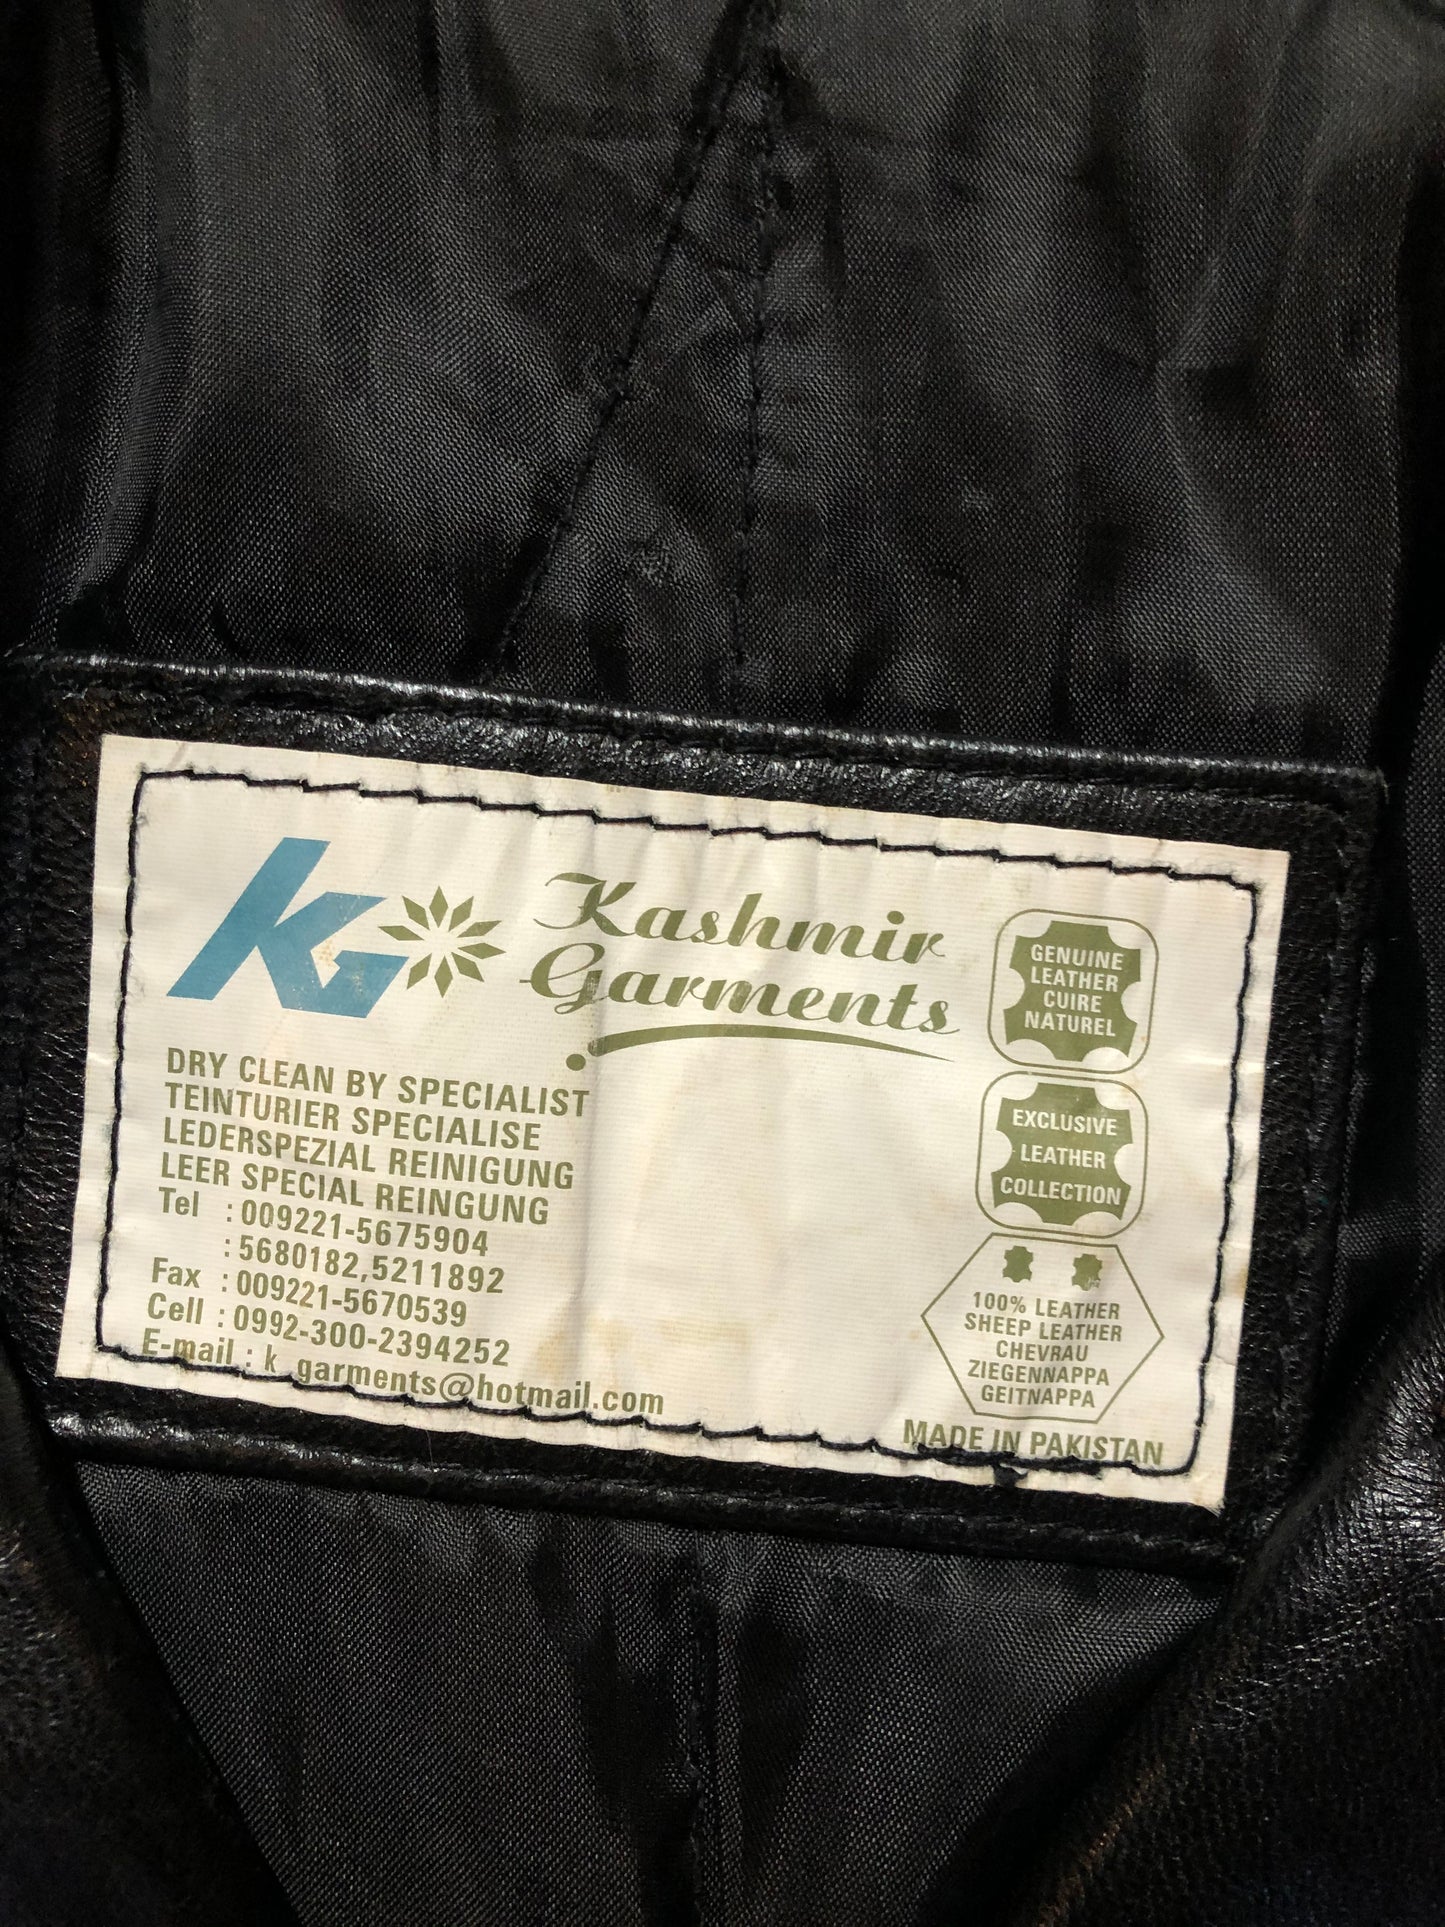 KG
Kashmir
Garments
DRY CLEAN BY SPECIALIST
TEINTURIER SPECIALISE
LEDERSPEZIAL REINIGUNG
LEER SPECIAL REINGUNG
Tel : 009221-5675904
: 5680182,5211892
Fax : 009221-5670539
Cell : 0992-300-2394252
E-mail : k_garments@hotmail.com
GENUINE
LEATHER
CUIRE
NATUREL
EXCLUSIVE
LEATHER
COLLECTION
100% LEATHER
SHEEP LEATHER
CHEVRAU
ZIEGENNAPPA
GEITNAPPA
MADE IN PAKISTAN